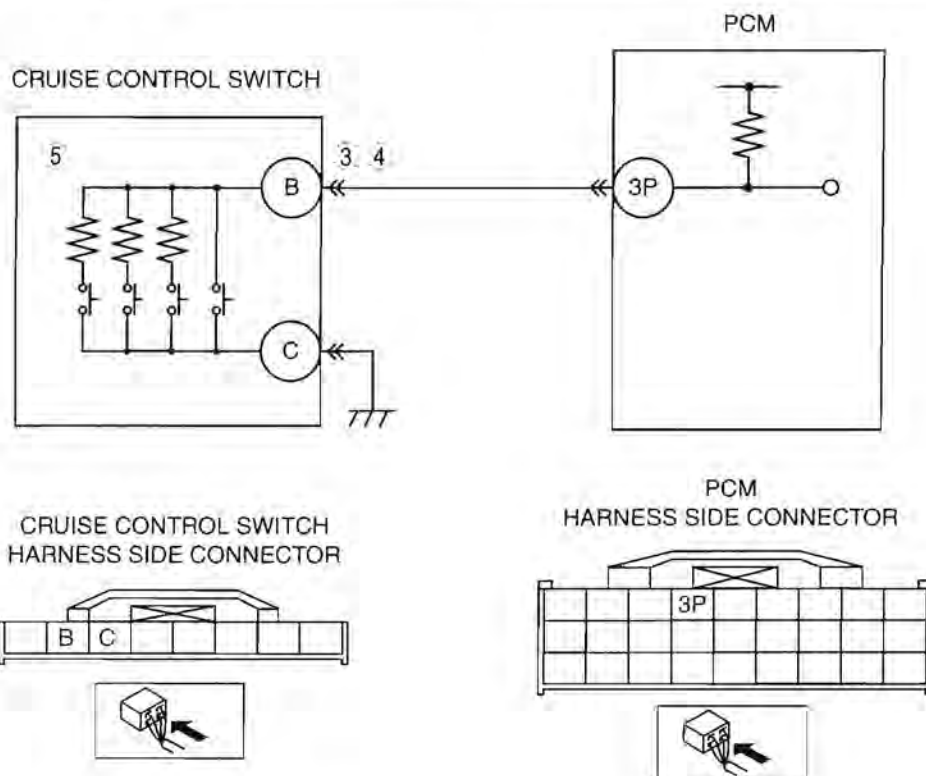 PCM
CRUISE CONTROL SWITCH
5
B
3 4
3P
C
CRUISE CONTROL SWITCH
HARNESS SIDE CONNECTOR
B C
PCM
HARNESS SIDE CONNECTOR
3P